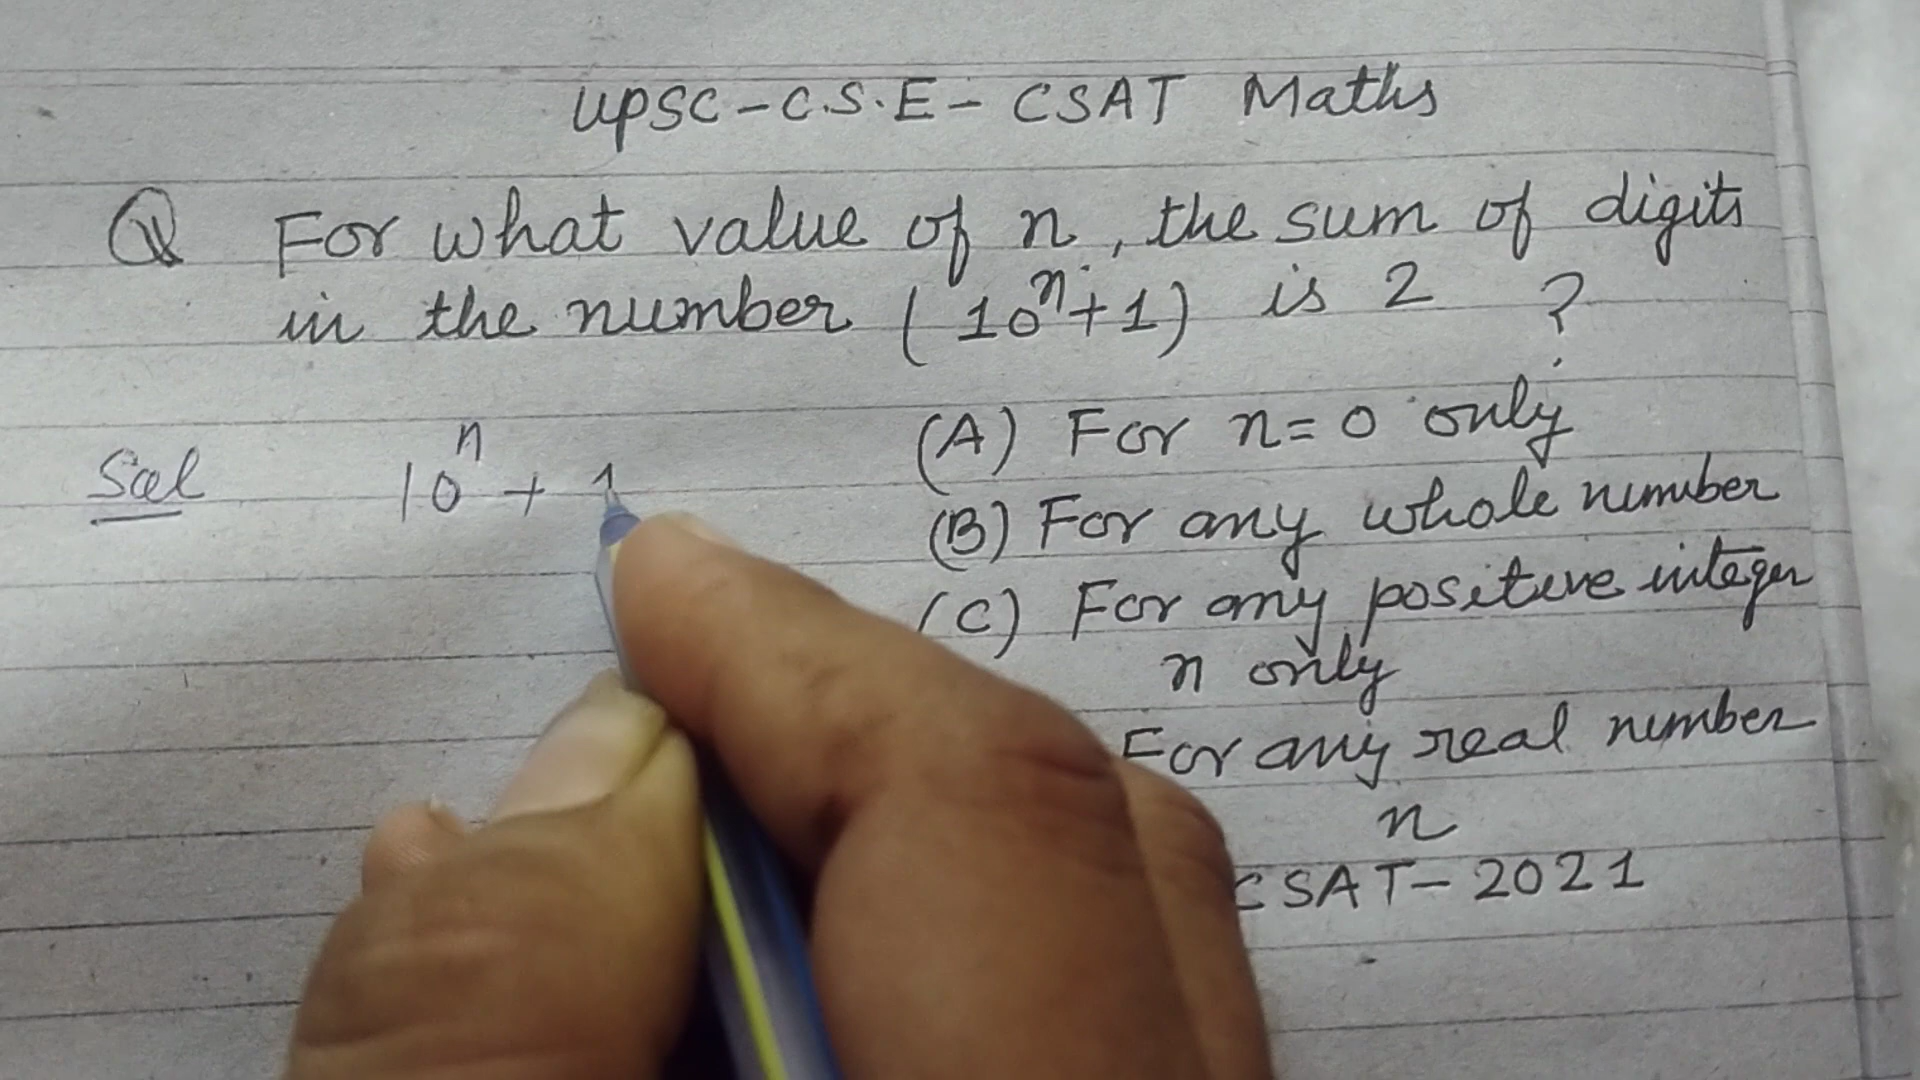 UPSC-C.S.E-CSAT Maths
Q For what value of n, the sum of digits
in the number (10ⁿ+1) is 2 ?
(A) For n=0 only
Sol 10ⁿ + 1
(B) For any whole number
(C) For any positive integer
n only
For any real number
n
CSAT-2021